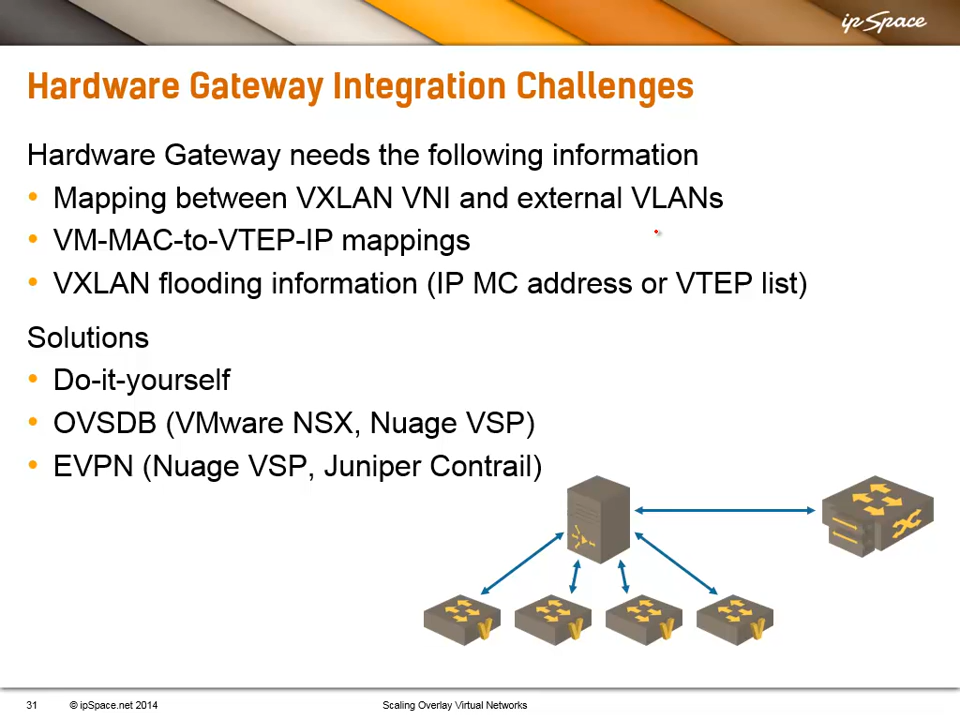 ipSpace
Hardware Gateway Integration Challenges
Hardware Gateway needs the following information
• Mapping between VXLAN VNI and external VLANs
• VM-MAC-to-VTEP-IP mappings
• VXLAN flooding information (IP MC address or VTEP list)
Solutions
• Do-it-yourself
• OVSDB (VMware NSX, Nuage VSP)
• EVPN (Nuage VSP, Juniper Contrail)
V V V V
31 © ipSpace.net 2014 Scaling Overlay Virtual Networks